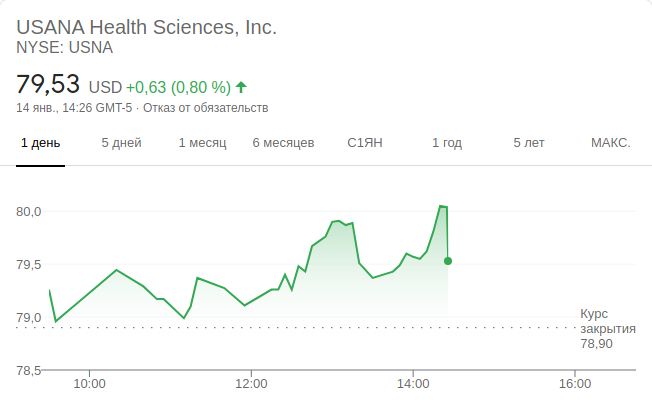 USANA Health Sciences, Inc.
NYSE: USNA
79,53 USD +0,63 (0,80 %)
14 янв., 14:26 GMT-5 · Отказ от обязательств
1 день 5 дней 1 месяц 6 месяцев С1ЯН 1 год 5 лет МАКС.
80,0
79,5
79,0
Курс
закрытия
78,90
78,5
10:00 12:00 14:00 16:00